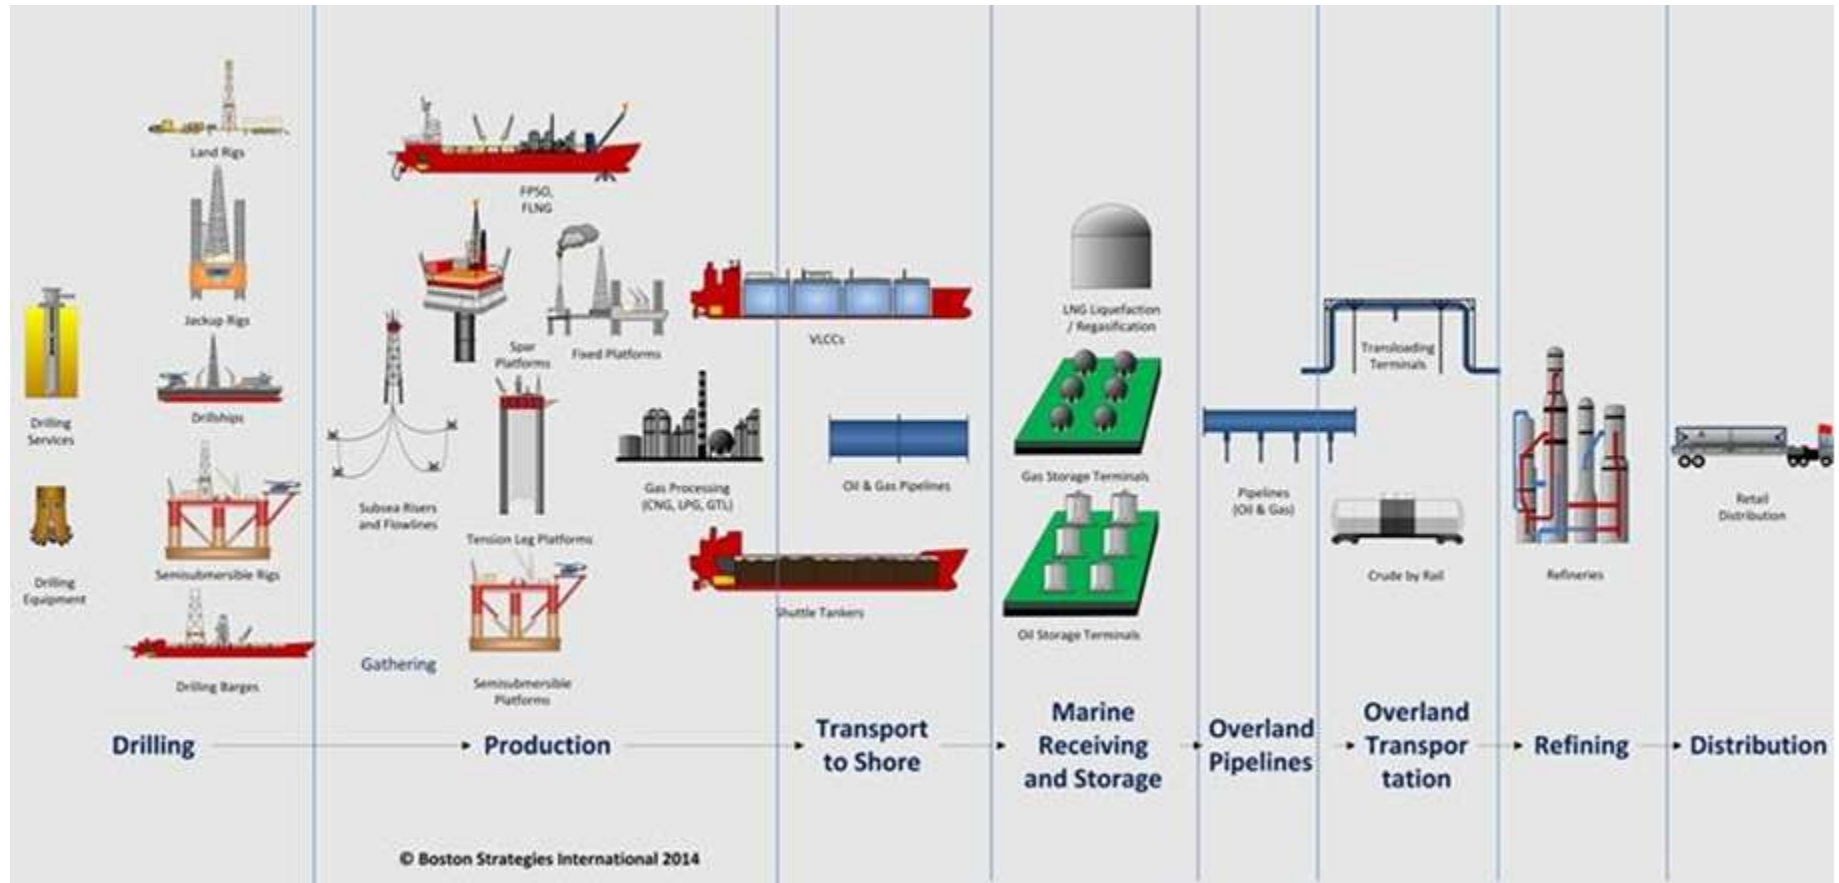 Land Rigs
Jackup Rigs
Drilling
Services
Drillships
Drilling
Equipment
Semisubmersible Rigs
Drilling Barges
FPSO,
FLNG
Spar
Platforms
Fixed Platforms
Subsea Risers
and Flowlines
Tension Leg Platforms
Gas Processing
(CNG, LPG, GTL)
Gathering
Semisubmersible
Platforms
VLCCs
Oil & Gas Pipelines
Shuttle Tankers
LNG Liquefaction
/ Regasification
Gas Storage Terminals
Oil Storage Terminals
Pipelines
(Oil & Gas)
Transloading
Terminals
Crude by Rail
Refineries
Retail
Distribution
Drilling
Production
Transport
to Shore
Marine
Receiving
and Storage
Overland
Pipelines
Overland
Transpor
tation
Refining
Distribution
© Boston Strategies International 2014